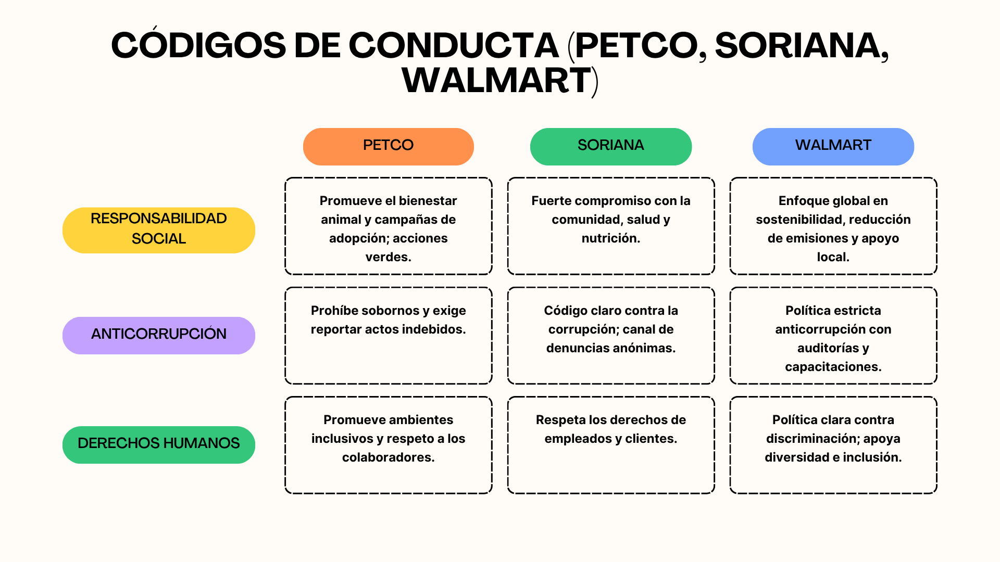 CÓDIGOS DE CONDUCTA (PETCO, SORIANA,
WALMART)
PETCO
SORIANA
WALMART
RESPONSABILIDAD
SOCIAL
Promueve el bienestar
animal y campañas de
adopción; acciones
verdes.
Fuerte compromiso con la
comunidad, salud y
nutrición.
Enfoque global en
sostenibilidad, reducción
de emisiones y apoyo
local.
ANTICORRUPCIÓN
Prohíbe sobornos y exige
reportar actos indebidos.
Código claro contra la
corrupción; canal de
denuncias anónimas.
Política estricta
anticorrupción con
auditorías y
capacitaciones.
DERECHOS HUMANOS
Promueve ambientes
inclusivos y respeto a los
colaboradores.
Respeta los derechos de
empleados y clientes.
Política clara contra
discriminación; apoya
diversidad e inclusión.